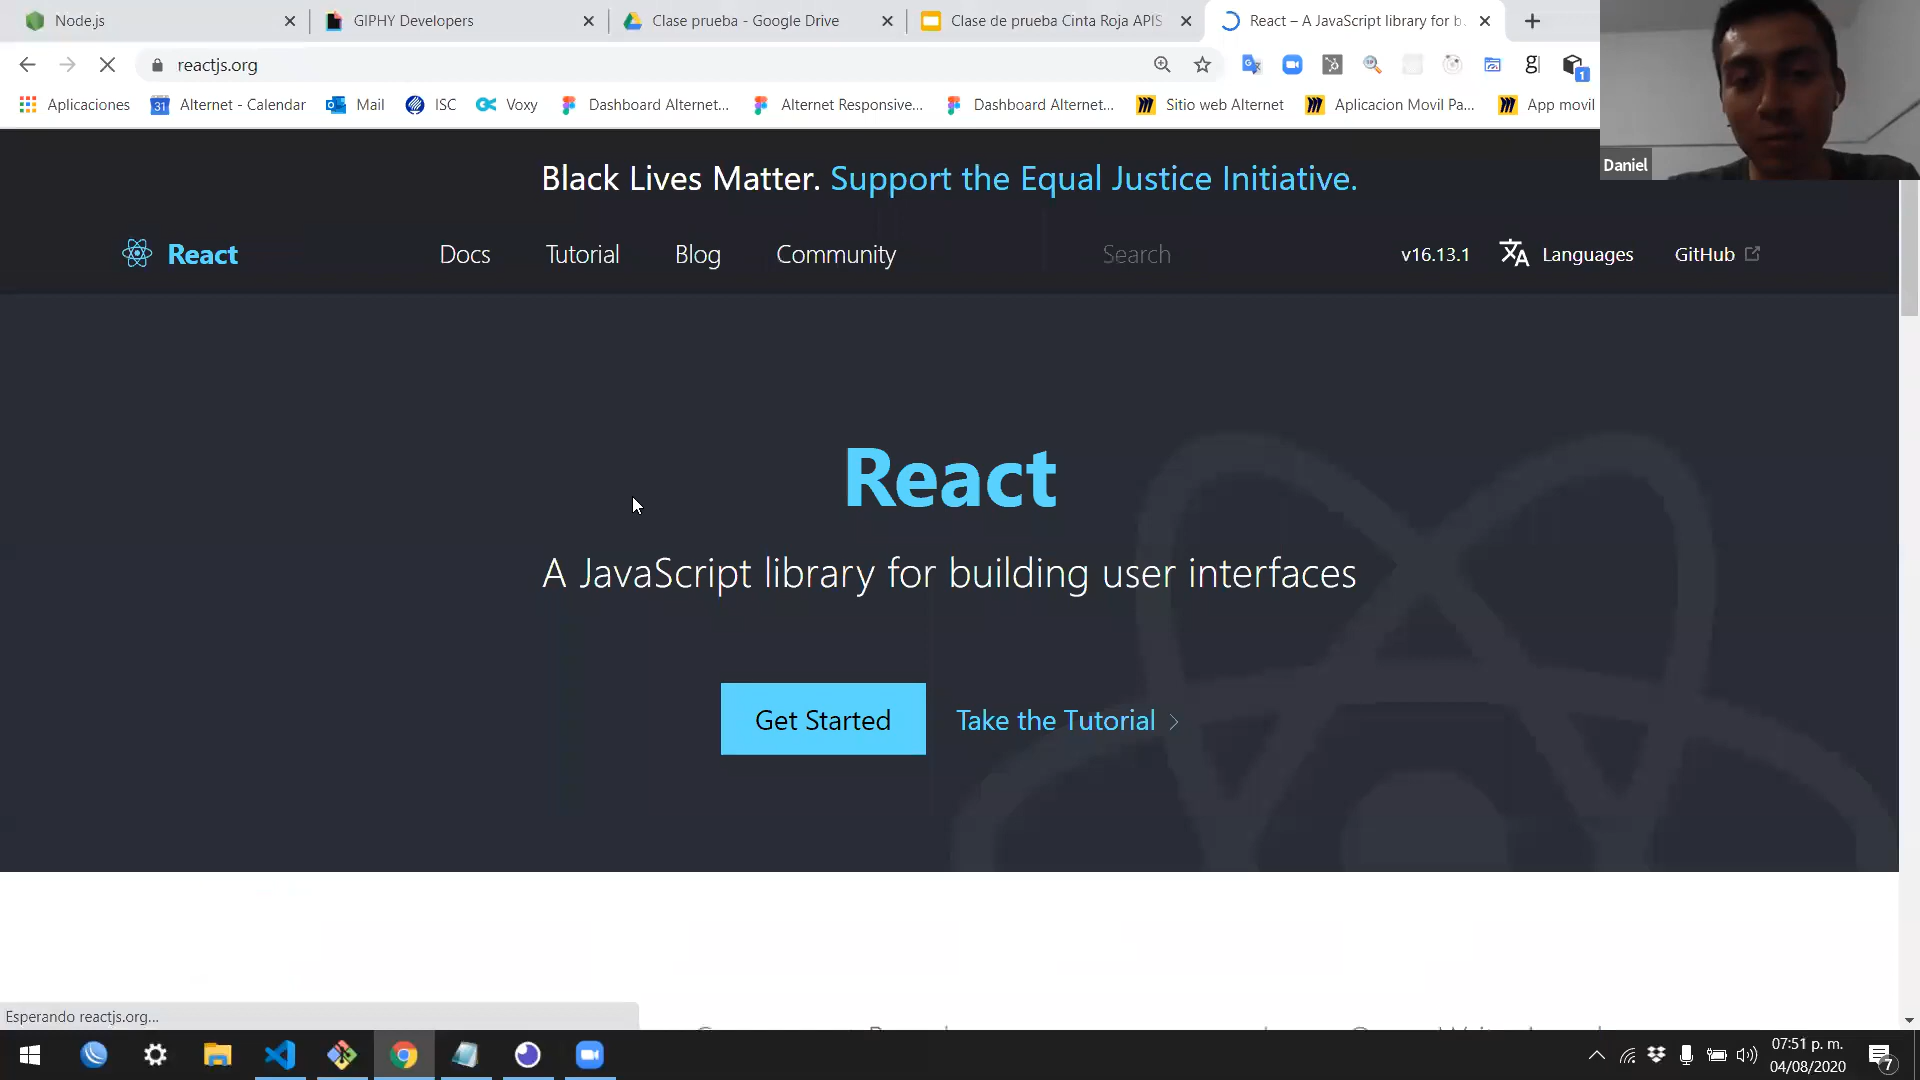 Node.js
GIPHY Developers
Clase prueba - Google Drive
Clase de prueba Cinta Roja APIS
React – A JavaScript library for b
reactjs.org
1
Aplicaciones
31
Alternet - Calendar
Mail
ISC
Voxy
Dashboard Alternet...
Alternet Responsive...
Dashboard Alternet...
Sitio web Alternet
Aplicacion Movil Pa...
App movil
Daniel
Black Lives Matter. Support the Equal Justice Initiative.
React
Docs
Tutorial
Blog
Community
Search
v16.13.1
Languages
GitHub
React
A JavaScript library for building user interfaces
Get Started
Take the Tutorial
Esperando reactjs.org...
07:51 p. m.
04/08/2020
7